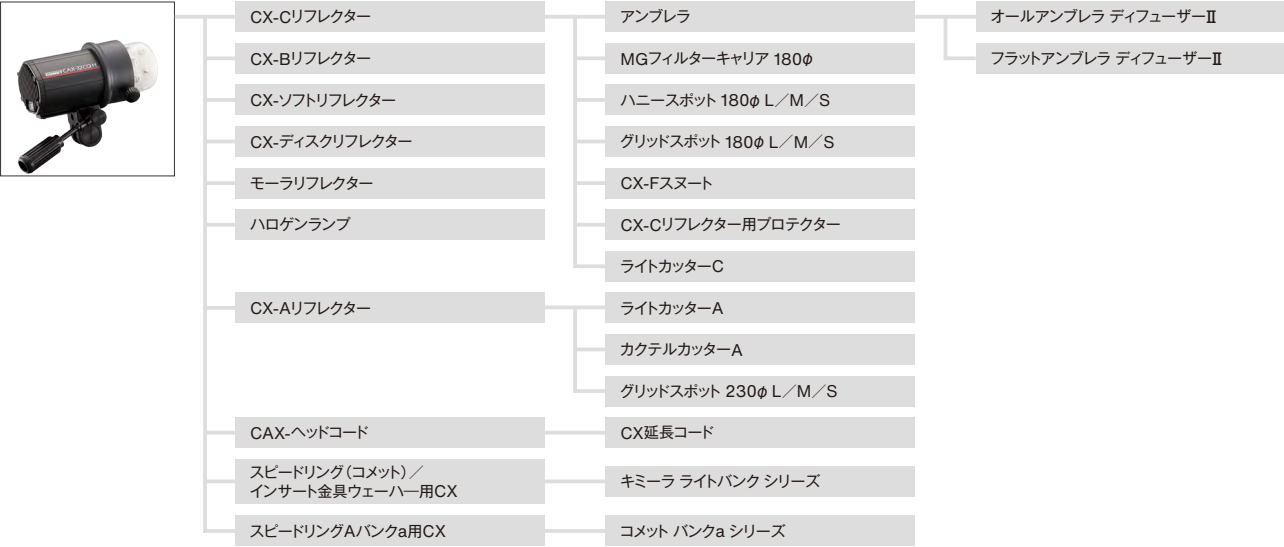 CX-Cリフレクター
アンブレラ
オールアンブレラ ディフューザーⅡ
CX-Bリフレクター
MGフィルターキャリア 180φ
フラットアンブレラ ディフューザーⅡ
CX-ソフトリフレクター
ハニースポット 180φ L／M／S
CX-ディスクリフレクター
グリッドスポット 180φ L／M／S
モーラリフレクター
CX-Fスヌート
ハロゲンランプ
CX-Cリフレクター用プロテクター
ライトカッターC
CX-Aリフレクター
ライトカッターA
カクテルカッターA
グリッドスポット 230φ L／M／S
CAX-ヘッドコード
CX延長コード
スピードリング（コメット）／
インサート金具ウェーハー用CX
キミーラ ライトバンク シリーズ
スピードリングAバンクa用CX
コメット バンクa シリーズ